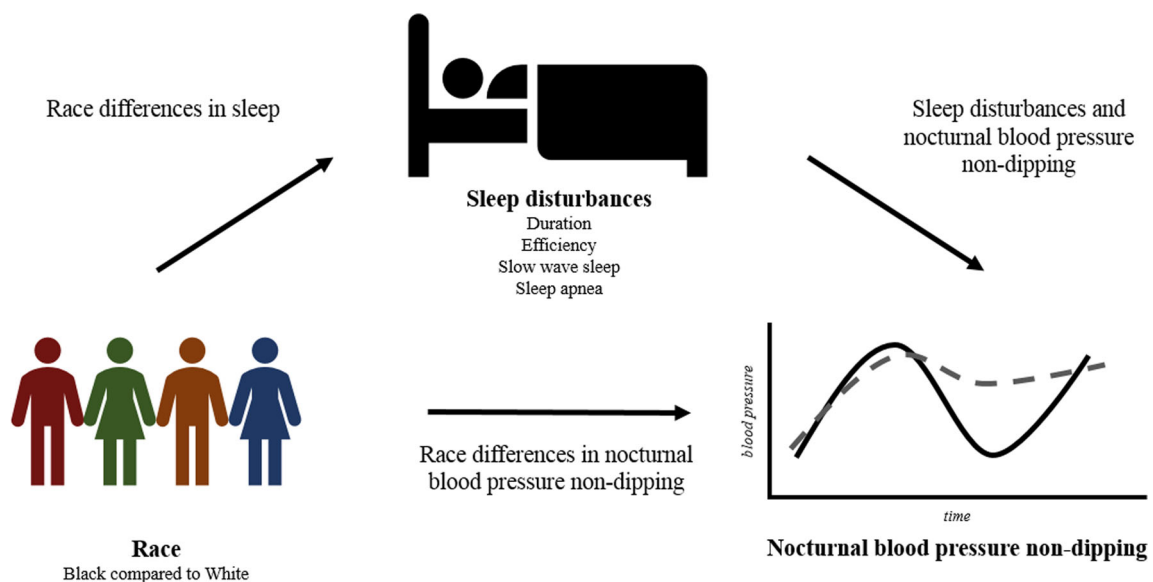 Race differences in sleep
Sleep disturbances and
nocturnal blood pressure
non-dipping
Sleep disturbances
Duration
Efficiency
Slow wave sleep
Sleep apnea
Race differences in nocturnal
blood pressure non-dipping
blood pressure
time
Race
Black compared to White
Nocturnal blood pressure non-dipping